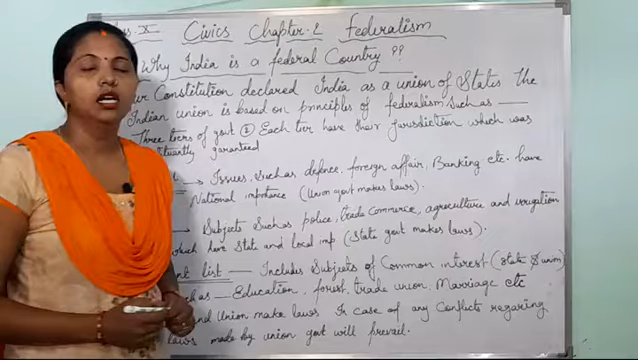 X Civics Chapter-2 Federalism
Why India is a federal Country ??
Our Constitution declared India as a union of States The
Indian union is based on principles of federalism such as —
Three tiers of govt ② Each tier have their Jurisdiction which was
guaranteed
→ Issues such as defence, foreign affair, Banking etc. have
National importance (Union govt makes laws).
→ Subjects Such as police, trade commerce, agriculture and irrigation
which have State and local imp (State govt makes laws).
list — Includes Subjects of Common interest (State & union)
as — Education, forest, trade union, Marriage etc
and Union make laws In case of any Conflicts regaring
laws made by union govt will prevail.